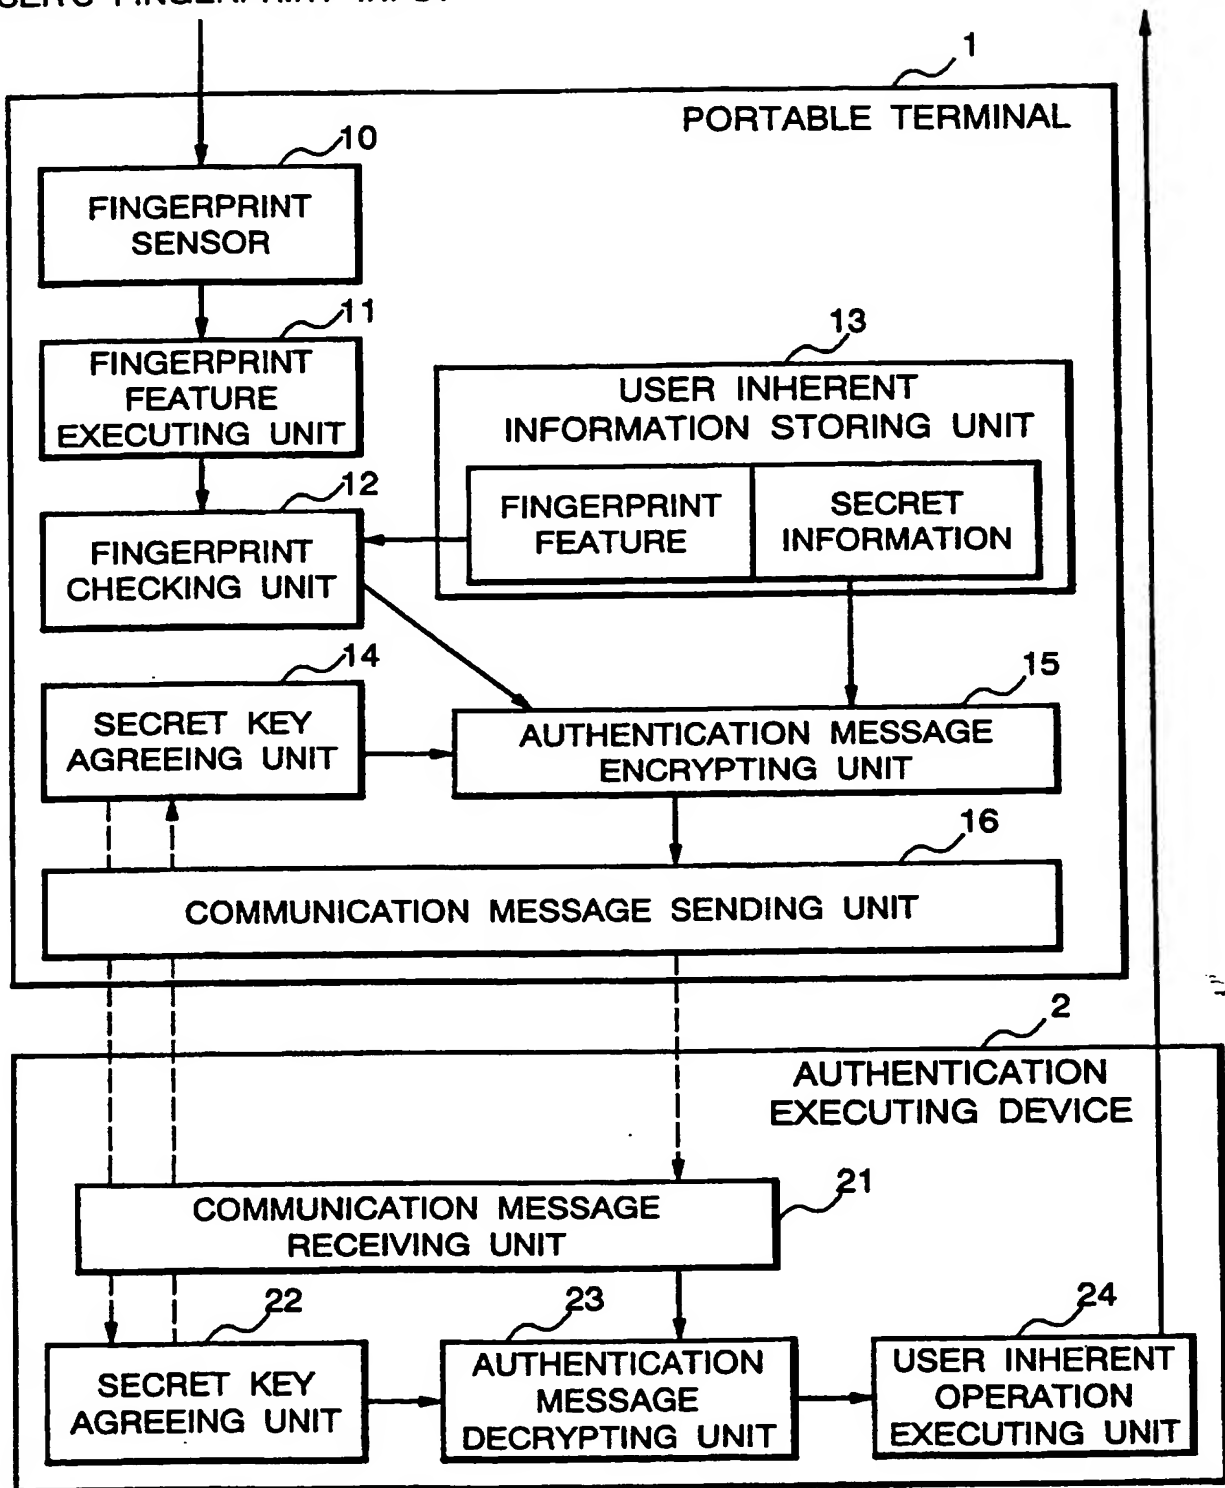 FINGERPRINT
1
PORTABLE TERMINAL
10
FINGERPRINT
SENSOR
11
FINGERPRINT
FEATURE
EXECUTING UNIT
13
USER INHERENT
INFORMATION STORING UNIT
12
FINGERPRINT
FEATURE
SECRET
INFORMATION
FINGERPRINT
CHECKING UNIT
14
SECRET KEY
AGREEING UNIT
15
AUTHENTICATION MESSAGE
ENCRYPTING UNIT
16
COMMUNICATION MESSAGE SENDING UNIT
2
AUTHENTICATION
EXECUTING DEVICE
21
COMMUNICATION MESSAGE
RECEIVING UNIT
22
SECRET KEY
AGREEING UNIT
23
AUTHENTICATION
MESSAGE
DECRYPTING UNIT
24
USER INHERENT
OPERATION
EXECUTING UNIT